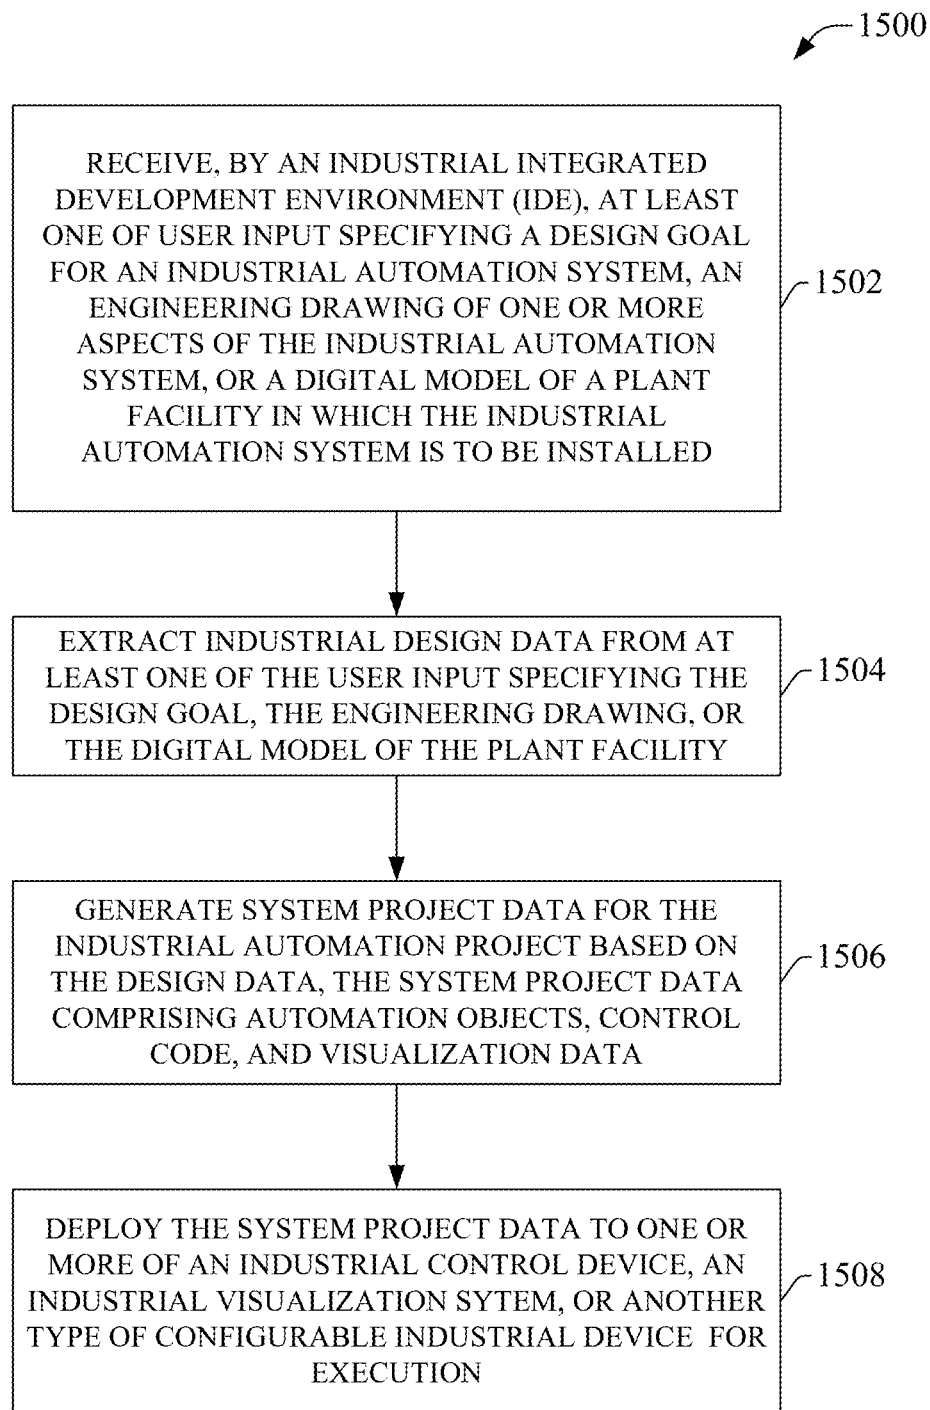 1500
RECEIVE, BY AN INDUSTRIAL INTEGRATED
DEVELOPMENT ENVIRONMENT (IDE), AT LEAST
ONE OF USER INPUT SPECIFYING A DESIGN GOAL
FOR AN INDUSTRIAL AUTOMATION SYSTEM, AN
ENGINEERING DRAWING OF ONE OR MORE
ASPECTS OF THE INDUSTRIAL AUTOMATION
SYSTEM, OR A DIGITAL MODEL OF A PLANT
FACILITY IN WHICH THE INDUSTRIAL
AUTOMATION SYSTEM IS TO BE INSTALLED
1502
EXTRACT INDUSTRIAL DESIGN DATA FROM AT
LEAST ONE OF THE USER INPUT SPECIFYING THE
DESIGN GOAL, THE ENGINEERING DRAWING, OR
THE DIGITAL MODEL OF THE PLANT FACILITY
1504
GENERATE SYSTEM PROJECT DATA FOR THE
INDUSTRIAL AUTOMATION PROJECT BASED ON
THE DESIGN DATA, THE SYSTEM PROJECT DATA
COMPRISING AUTOMATION OBJECTS, CONTROL
CODE, AND VISUALIZATION DATA
1506
DEPLOY THE SYSTEM PROJECT DATA TO ONE OR
MORE OF AN INDUSTRIAL CONTROL DEVICE, AN
INDUSTRIAL VISUALIZATION SYTEM, OR ANOTHER
TYPE OF CONFIGURABLE INDUSTRIAL DEVICE FOR
EXECUTION
1508